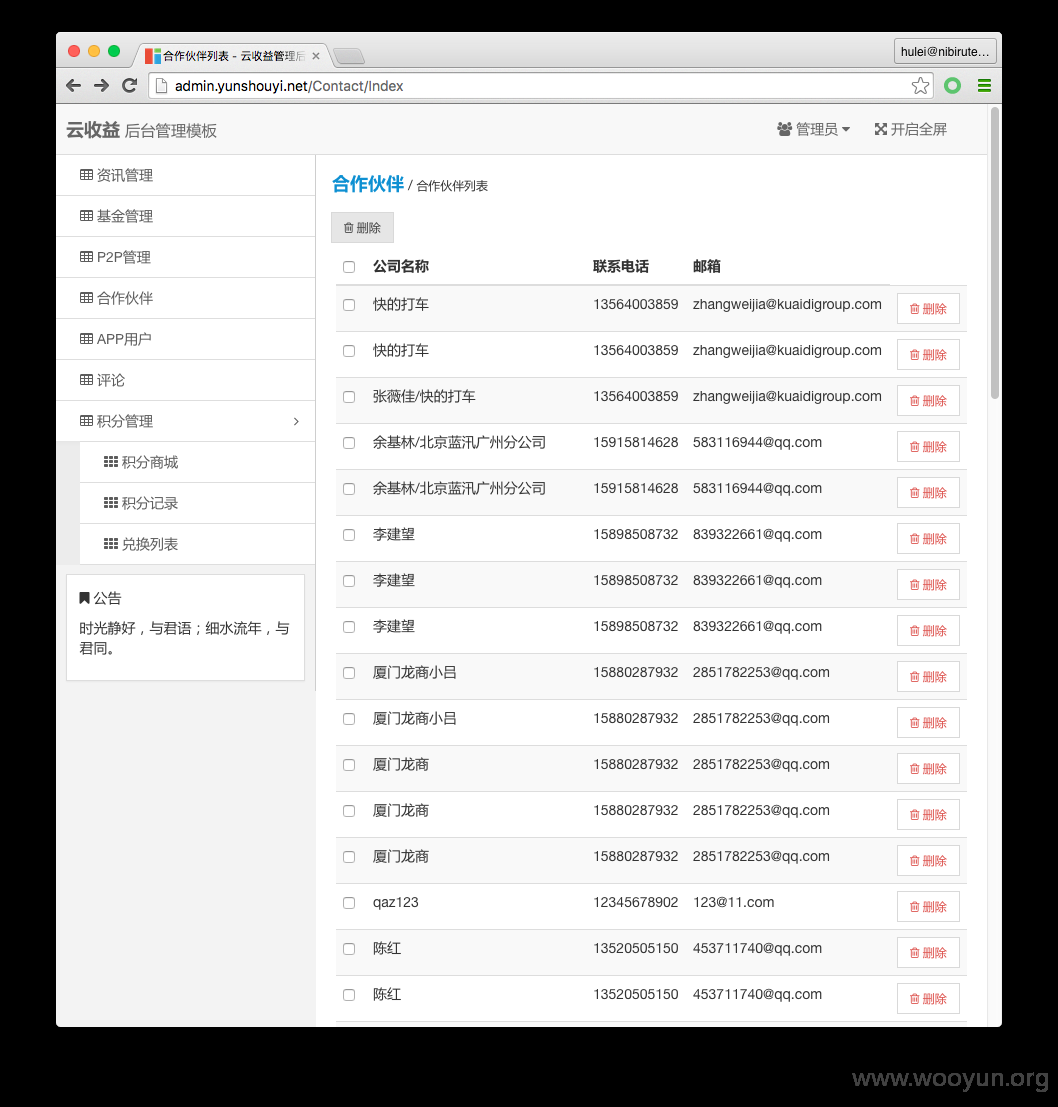 合作伙伴列表 - 云收益管理后
hulei@nibirute...
admin.yunshouyi.net/Contact/Index
云收益 后台管理模板
管理员
开启全屏
资讯管理
基金管理
P2P管理
合作伙伴
APP用户
评论
积分管理
积分商城
积分记录
兑换列表
公告
时光静好，与君语；细水流年，与
君同。
合作伙伴 / 合作伙伴列表
删除
公司名称 联系电话 邮箱
快的打车 13564003859 zhangweijia@kuaidigroup.com 删除
快的打车 13564003859 zhangweijia@kuaidigroup.com 删除
张薇佳/快的打车 13564003859 zhangweijia@kuaidigroup.com 删除
余基林/北京蓝汛广州分公司 15915814628 583116944@qq.com 删除
余基林/北京蓝汛广州分公司 15915814628 583116944@qq.com 删除
李建望 15898508732 839322661@qq.com 删除
李建望 15898508732 839322661@qq.com 删除
李建望 15898508732 839322661@qq.com 删除
厦门龙商小吕 15880287932 2851782253@qq.com 删除
厦门龙商小吕 15880287932 2851782253@qq.com 删除
厦门龙商 15880287932 2851782253@qq.com 删除
厦门龙商 15880287932 2851782253@qq.com 删除
厦门龙商 15880287932 2851782253@qq.com 删除
qaz123 12345678902 123@11.com 删除
陈红 13520505150 453711740@qq.com 删除
陈红 13520505150 453711740@qq.com 删除
www.wooyun.org